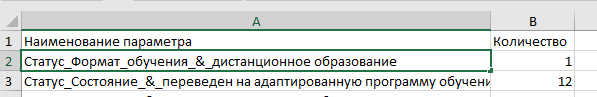 A B
1 Наименование параметра Количество
2 Статус_Формат_обучения_&_дистанционное образование 1
3 Статус_Состояние_&_переведен на адаптированную программу обучени 12